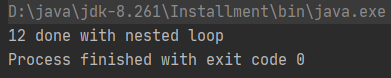 D:\java\jdk-8.261\Installment\bin\java.exe
12 done with nested loop
Process finished with exit code 0